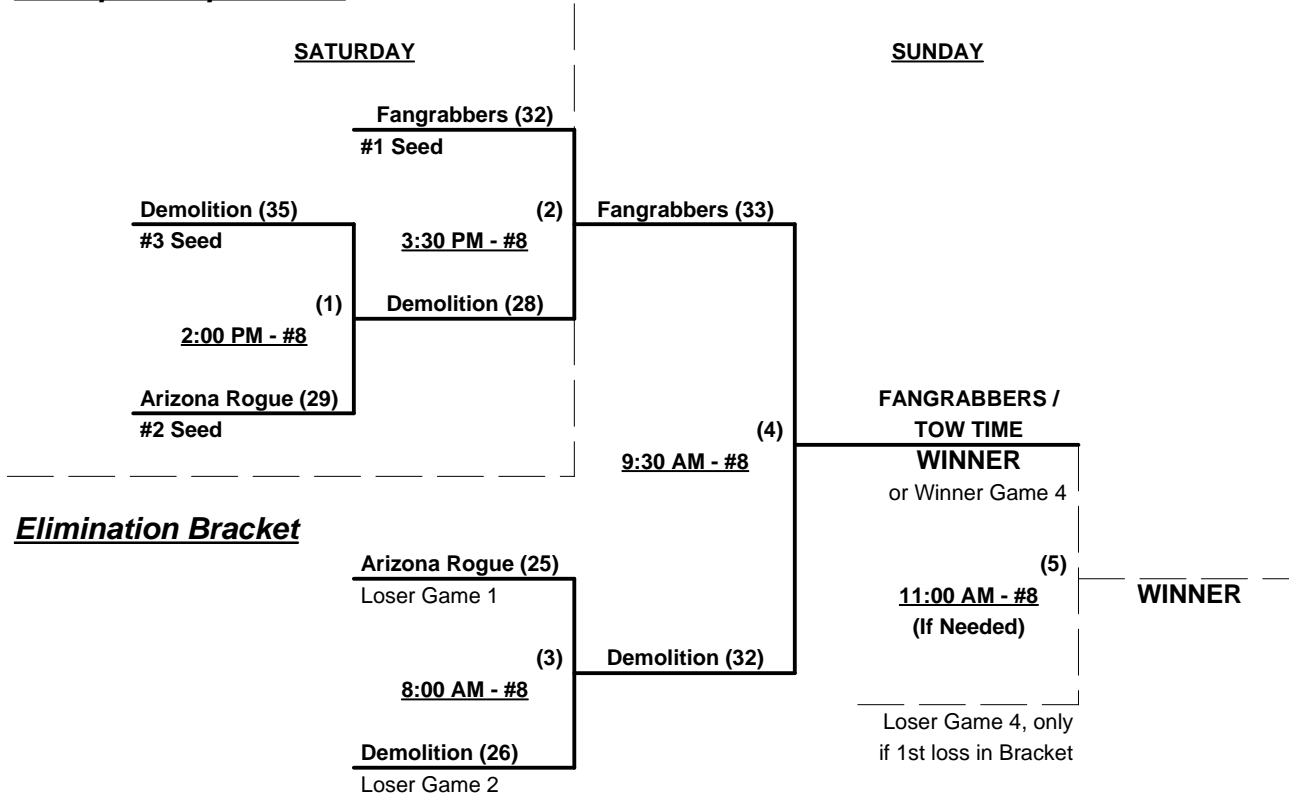 SATURDAY
SUNDAY
Fangrabbers (32)
#1 Seed
Demolition (35)
(2)
Fangrabbers (33)
#3 Seed
3:30 PM - #8
(1)
Demolition (28)
2:00 PM - #8
Arizona Rogue (29)
#2 Seed
FANGRABBERS /
TOW TIME
(4)
9:30 AM - #8
WINNER
or Winner Game 4
Elimination Bracket
Arizona Rogue (25)
Loser Game 1
(5)
11:00 AM - #8
WINNER
(If Needed)
(3)
Demolition (32)
8:00 AM - #8
Loser Game 4, only
if 1st loss in Bracket
Demolition (26)
Loser Game 2